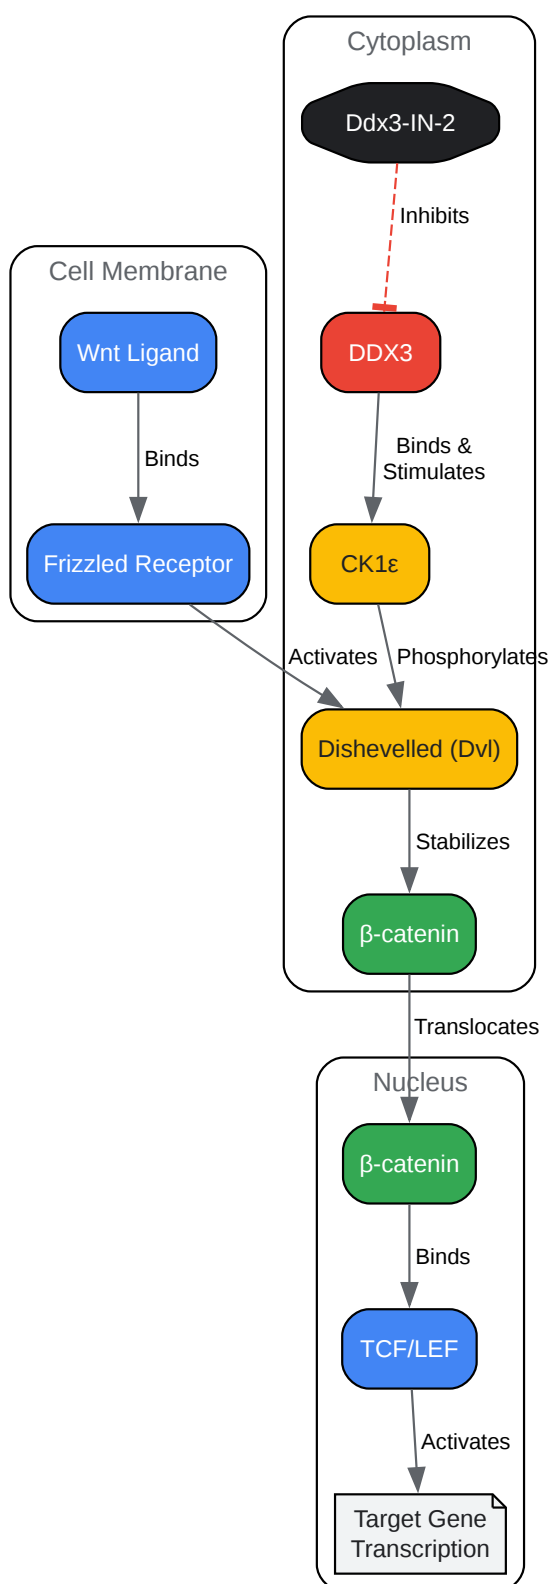 Cytoplasm
Ddx3-IN-2
Inhibits
Cell Membrane
Wnt Ligand
DDX3
Binds
Binds &
Stimulates
Frizzled Receptor
CK1ε
Activates
Phosphorylates
Dishevelled (Dvl)
Stabilizes
β-catenin
Translocates
Nucleus
β-catenin
Binds
TCF/LEF
Activates
Target Gene
Transcription